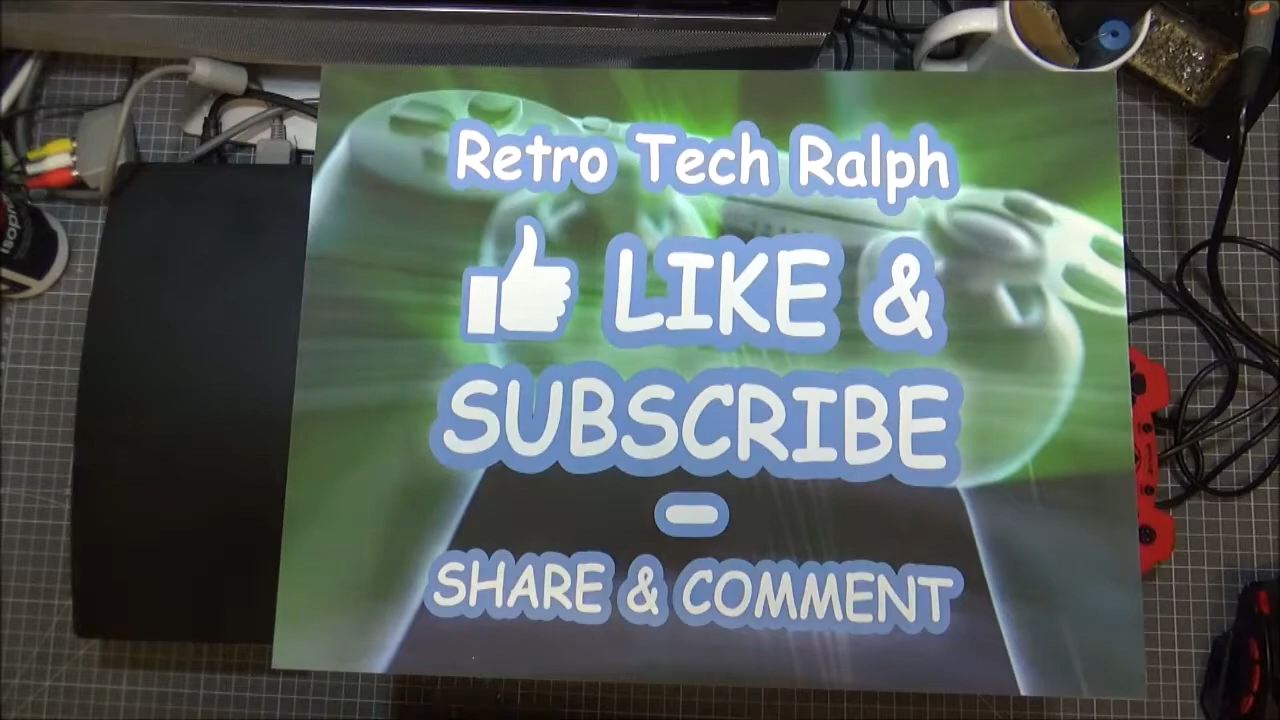 Retro Tech Ralph
LIKE &
SUBSCRIBE
-
SHARE & COMMENT